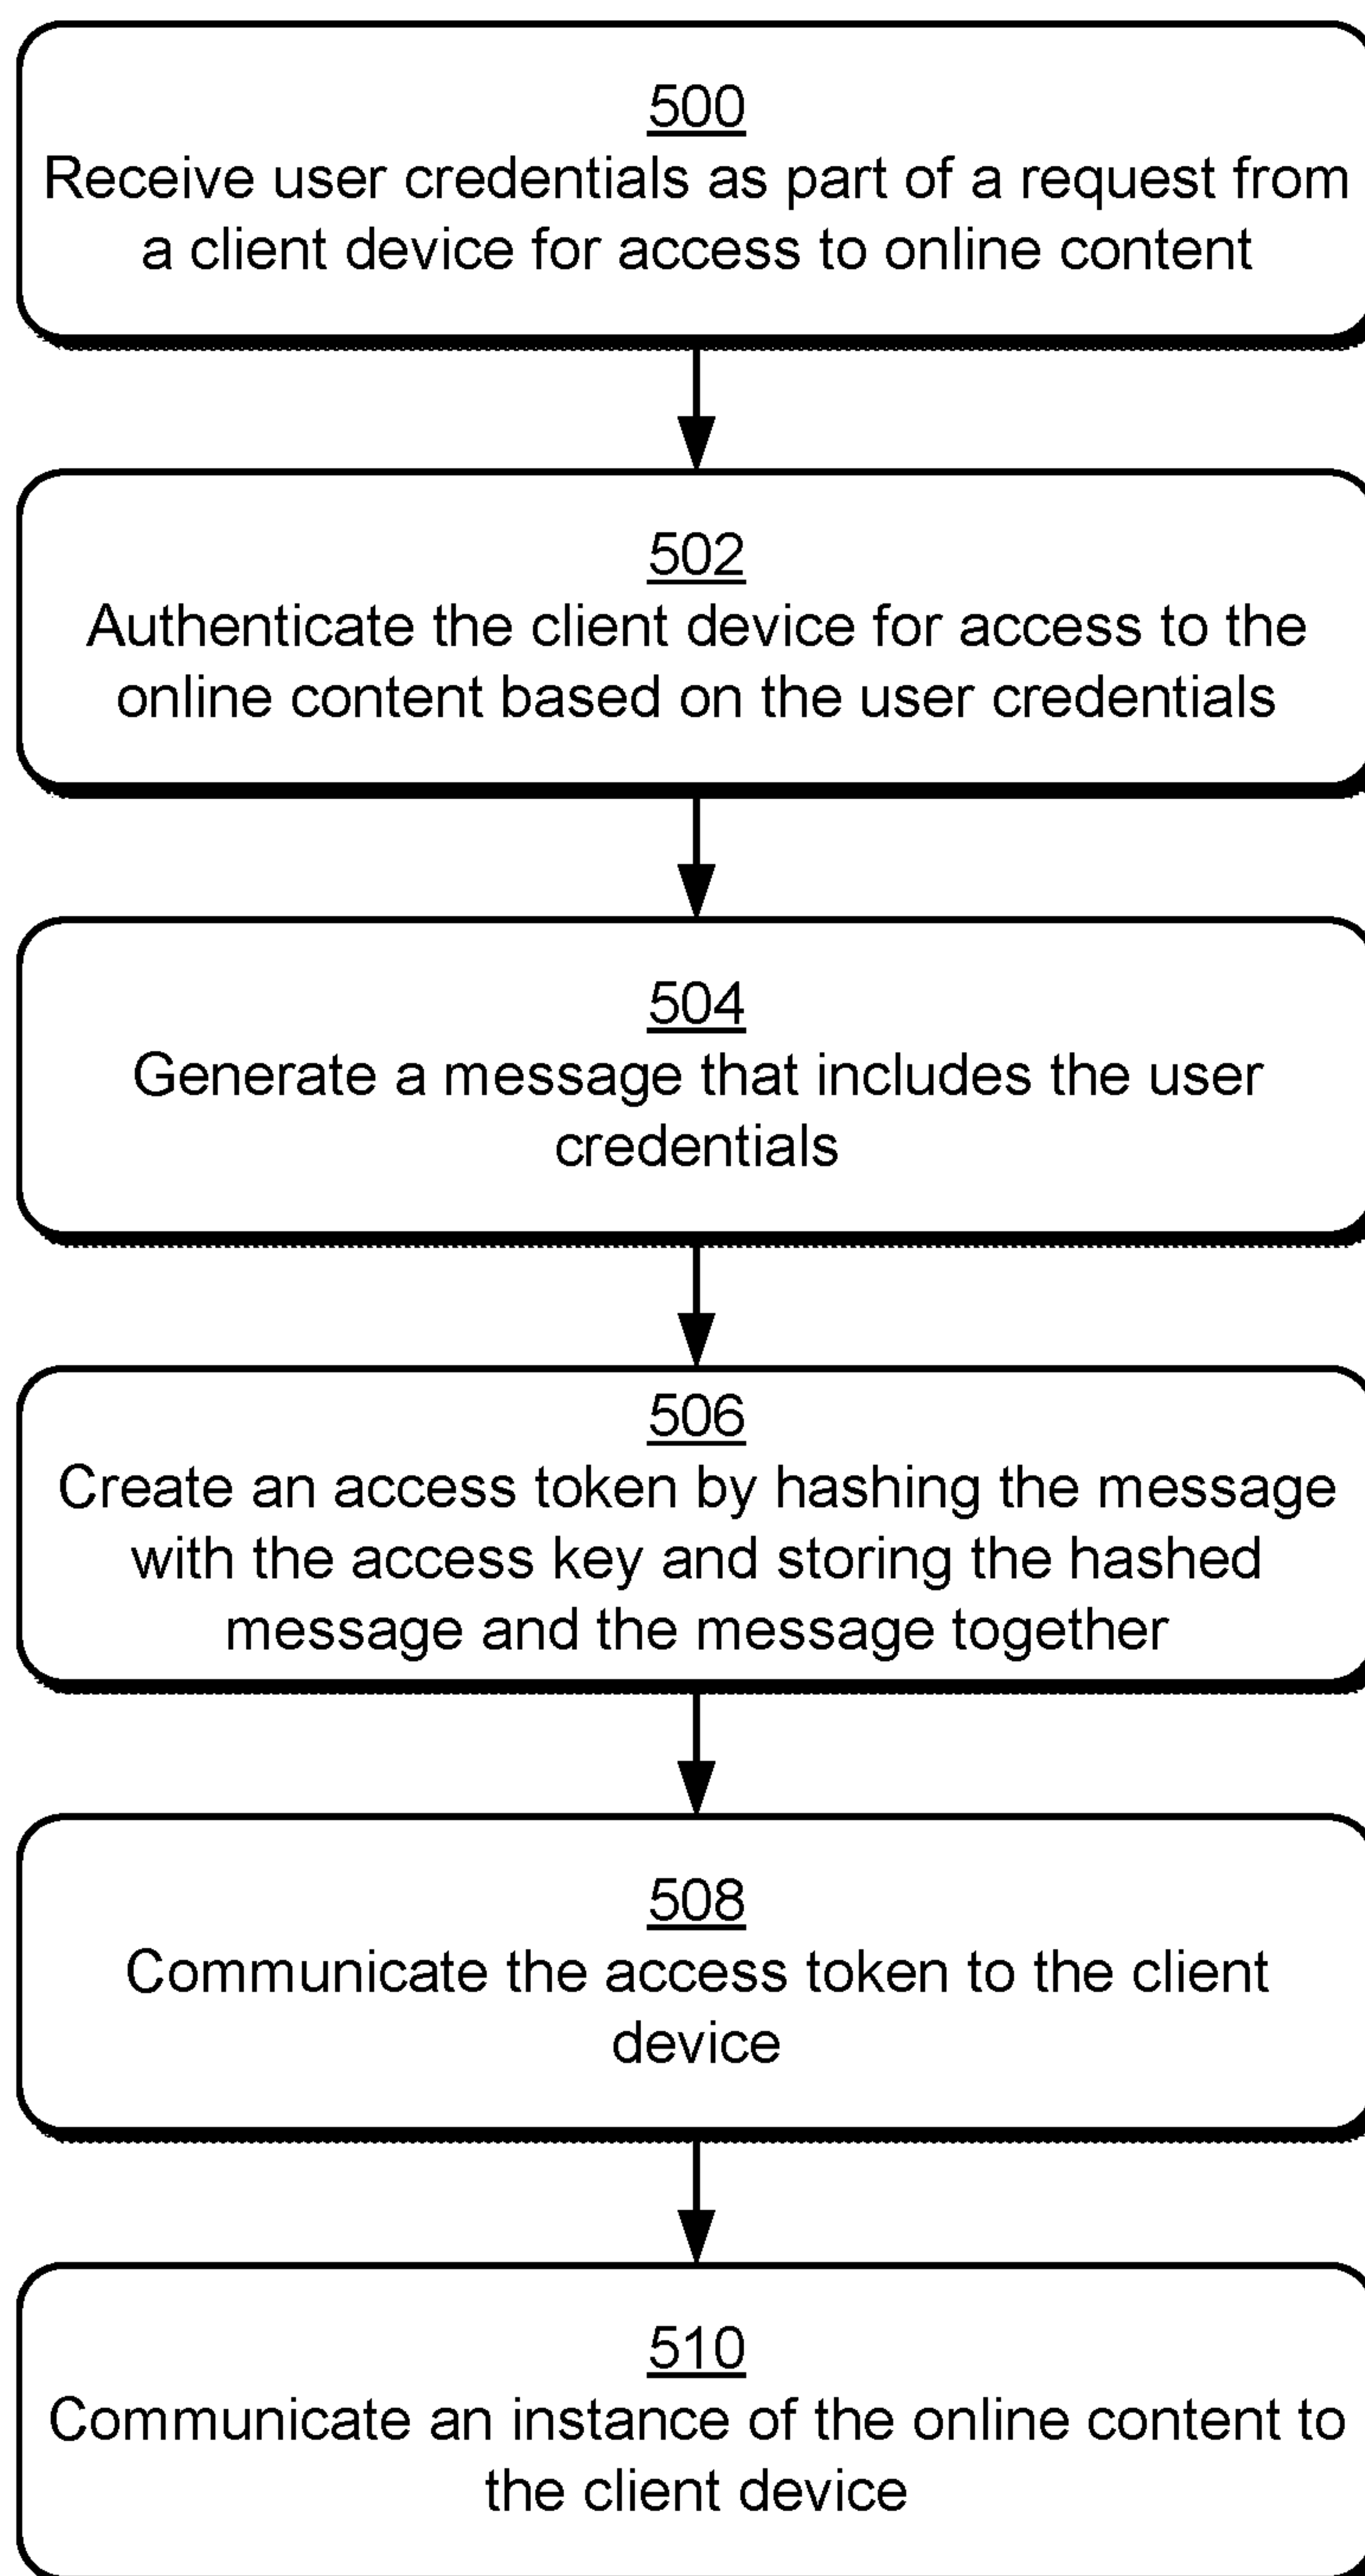 500
Receive user credentials as part of a request from
a client device for access to online content
502
Authenticate the client device for access to the
online content based on the user credentials
504
Generate a message that includes the user
credentials
506
Create an access token by hashing the message
with the access key and storing the hashed
message and the message together
508
Communicate the access token to the client
device
510
Communicate an instance of the online content to
the client device